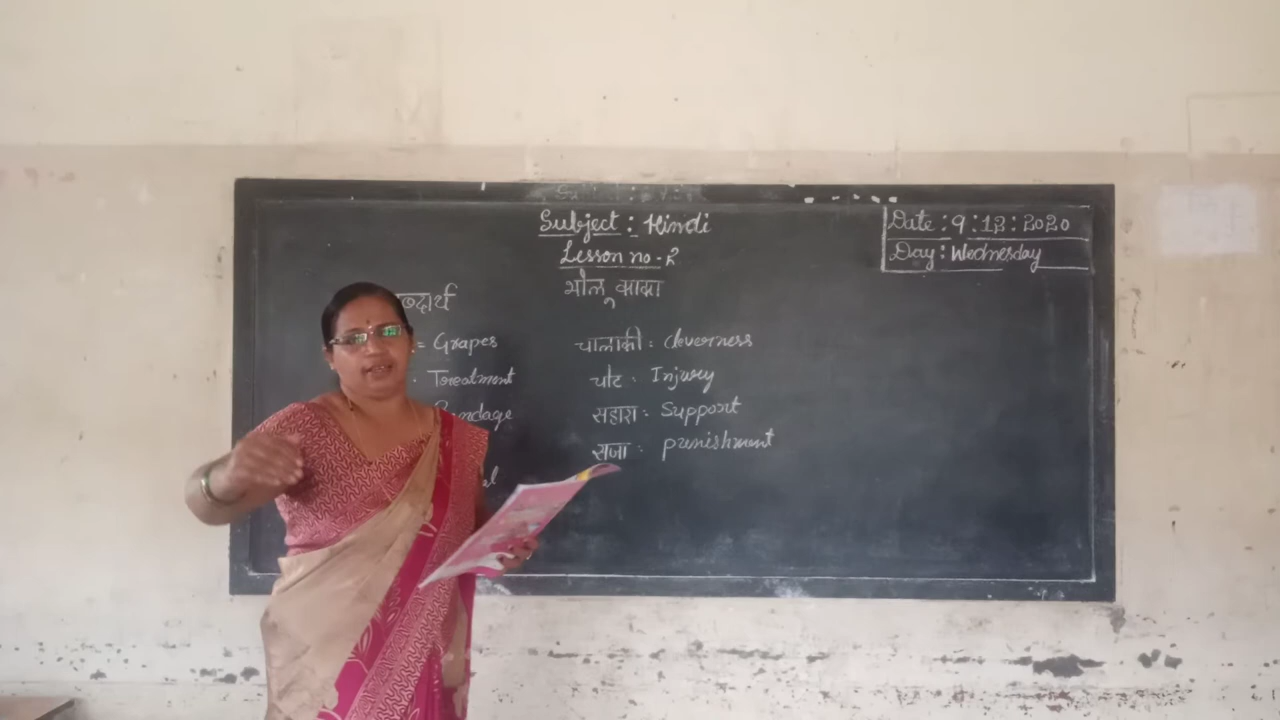 Subject : Hindi
Date : 9 : 12 : 2020
Lesson no - 2
Day : Wednesday
भोलू काका
= Grapes
चालाकी : cleverness
Treatment
चोट : Injury
सहारा : Support
सजा : punishment